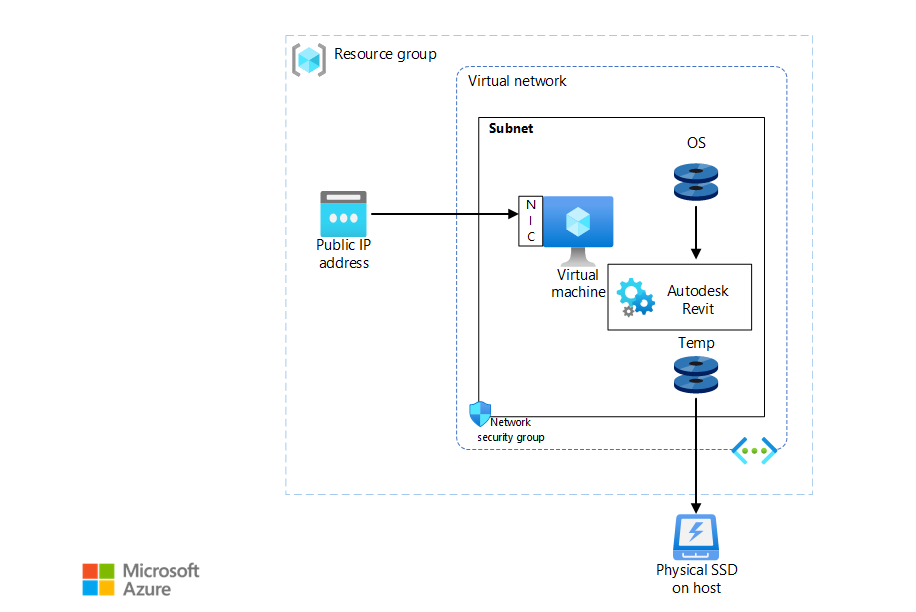 Resource group
Virtual network
Subnet
OS
N
I
C
Public IP
address
Virtual
machine
Autodesk
Revit
Temp
Network
security group
Physical SSD
on host
Microsoft
Azure